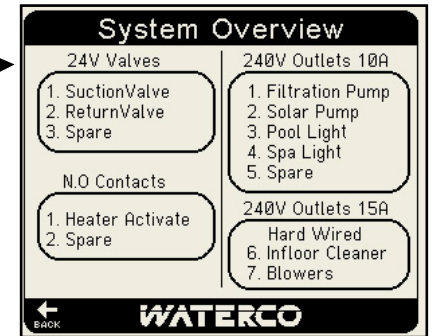 System Overview
24V Valves
1. SuctionValve
2. ReturnValve
3. Spare
N.O Contacts
1. Heater Activate
2. Spare
240V Outlets 10A
1. Filtration Pump
2. Solar Pump
3. Pool Light
4. Spa Light
5. Spare
240V Outlets 15A
Hard Wired
6. Infloor Cleaner
7. Blowers
BACK
WATERCO